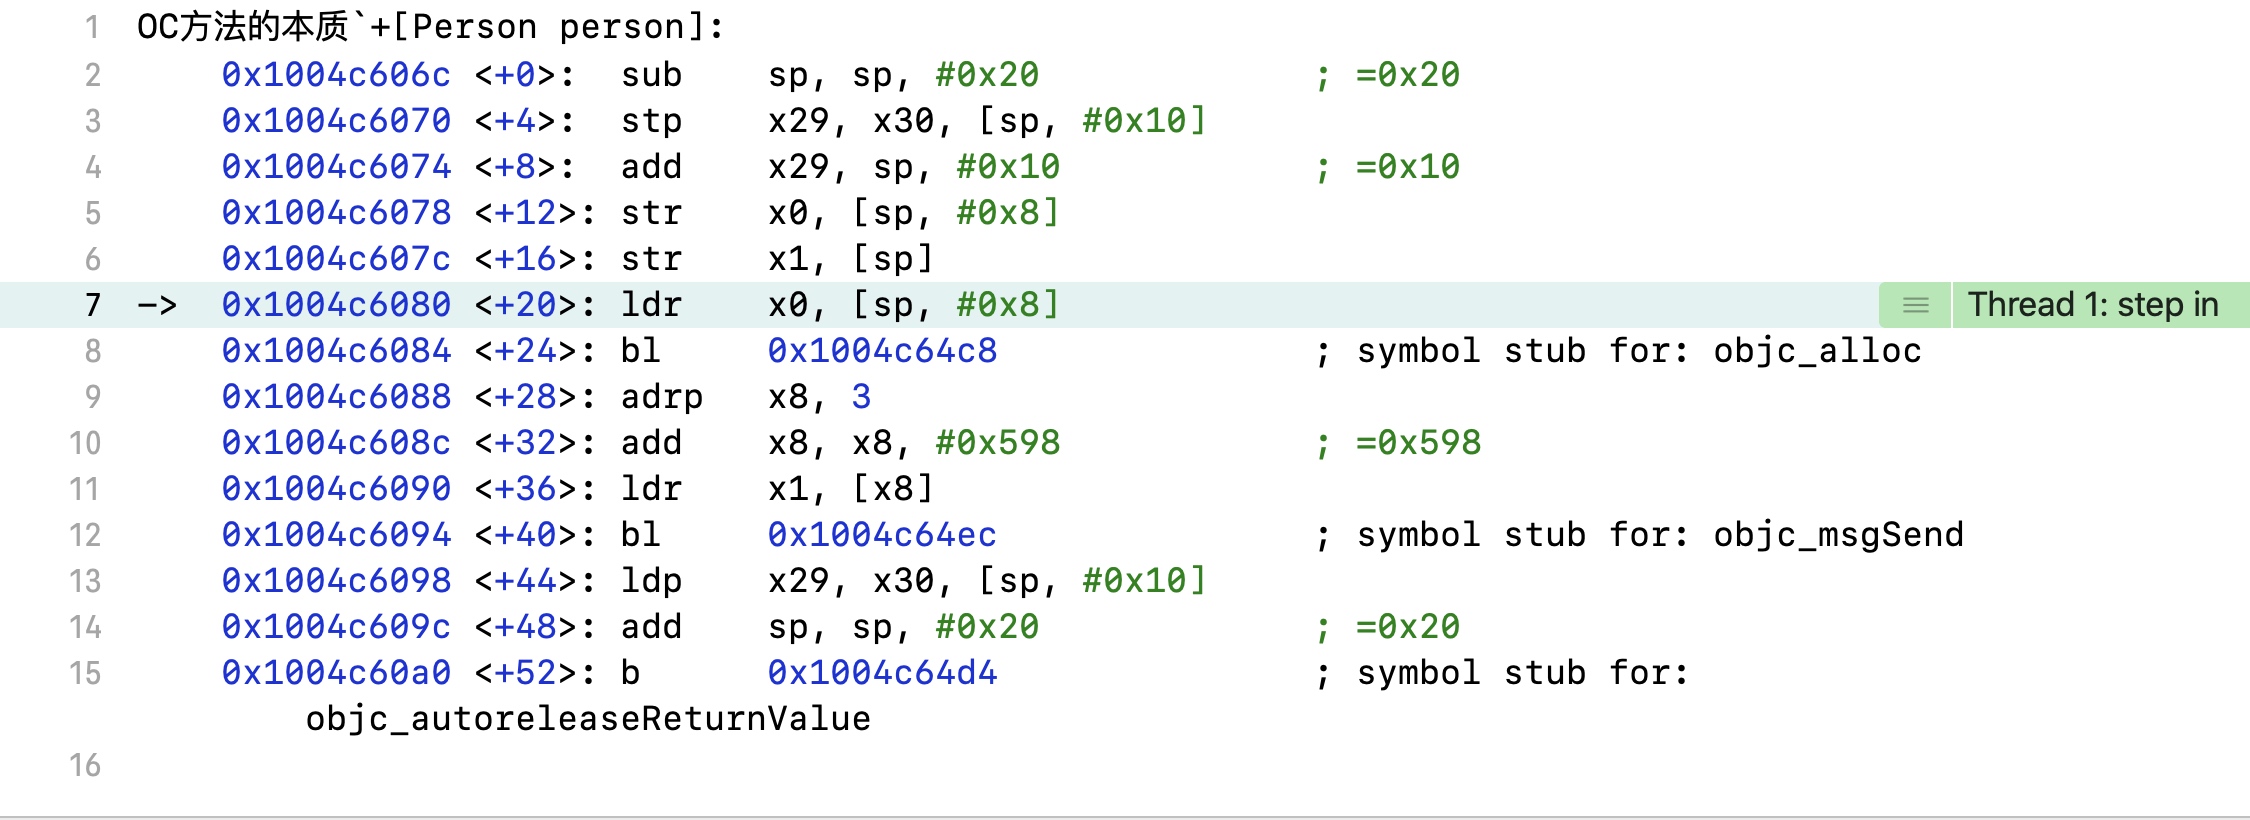 1 OC方法的本质`+[Person person]:
2 0x1004c606c <+0>: sub sp, sp, #0x20 ; =0x20
3 0x1004c6070 <+4>: stp x29, x30, [sp, #0x10]
4 0x1004c6074 <+8>: add x29, sp, #0x10 ; =0x10
5 0x1004c6078 <+12>: str x0, [sp, #0x8]
6 0x1004c607c <+16>: str x1, [sp]
7 -> 0x1004c6080 <+20>: ldr x0, [sp, #0x8] Thread 1: step in
8 0x1004c6084 <+24>: bl 0x1004c64c8 ; symbol stub for: objc_alloc
9 0x1004c6088 <+28>: adrp x8, 3
10 0x1004c608c <+32>: add x8, x8, #0x598 ; =0x598
11 0x1004c6090 <+36>: ldr x1, [x8]
12 0x1004c6094 <+40>: bl 0x1004c64ec ; symbol stub for: objc_msgSend
13 0x1004c6098 <+44>: ldp x29, x30, [sp, #0x10]
14 0x1004c609c <+48>: add sp, sp, #0x20 ; =0x20
15 0x1004c60a0 <+52>: b 0x1004c64d4 ; symbol stub for:
objc_autoreleaseReturnValue
16